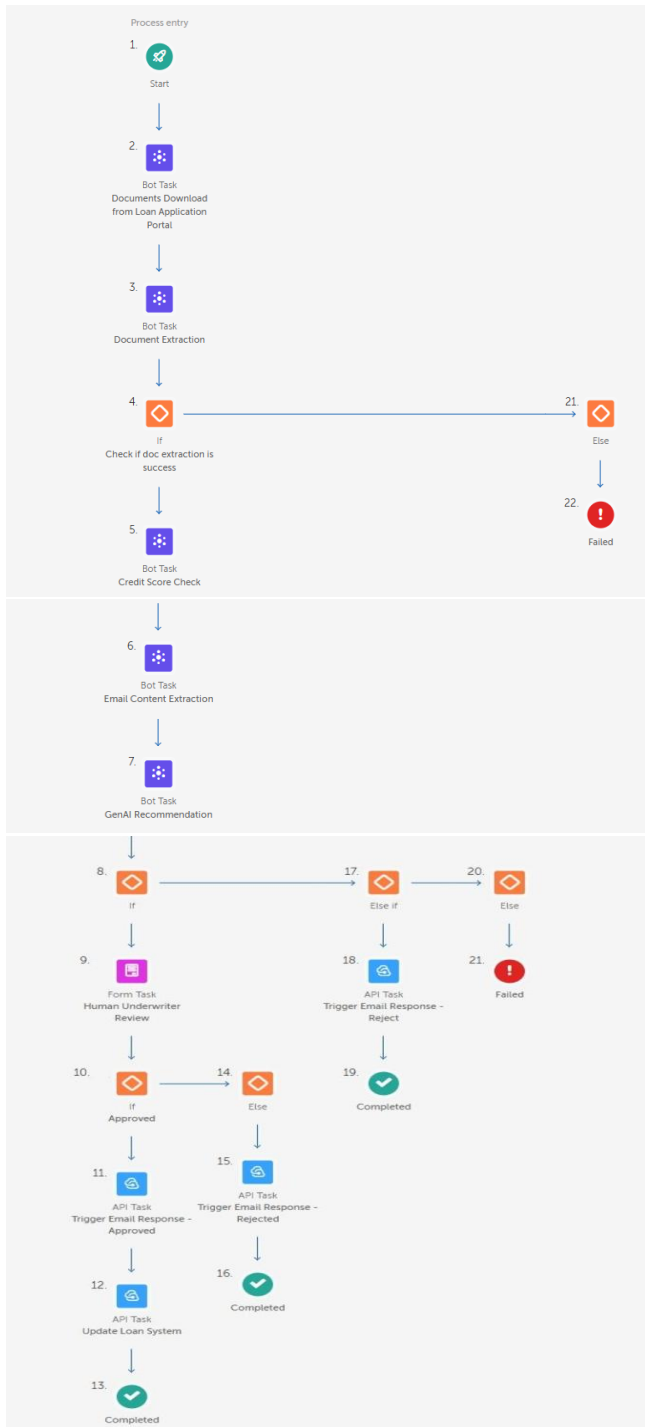 Process entry
1.
Start
2.
Bot Task
Documents Download
from Loan Application
Portal
3.
Bot Task
Document Extraction
4.
If
Check if doc extraction is
success
21.
Else
22.
Failed
5.
Bot Task
Credit Score Check
6.
Bot Task
Email Content Extraction
7.
Bot Task
GenAI Recommendation
8.
If
17.
Else if
20.
Else
9.
Form Task
Human Underwriter
Review
18.
API Task
Trigger Email Response -
Reject
21.
Failed
10.
If
Approved
14.
Else
19.
Completed
11.
API Task
Trigger Email Response -
Approved
15.
API Task
Trigger Email Response -
Rejected
12.
API Task
Update Loan System
16.
Completed
13.
Completed